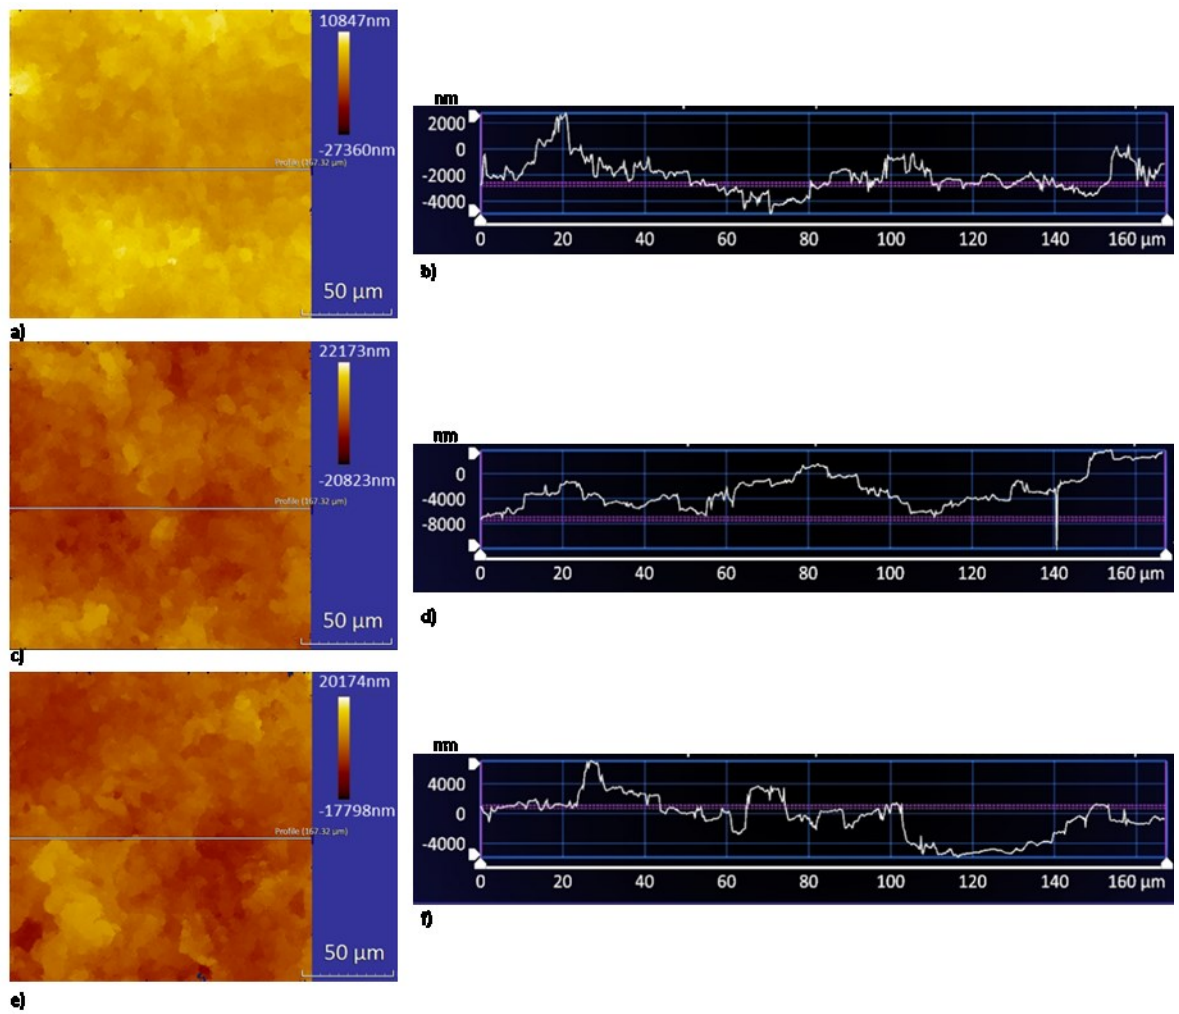 10847nm
-27360nm
Profile (167.32 µm)
50 µm
a)
nm
2000
0
-2000
-4000
0 20 40 60 80 100 120 140 160 µm
b)
22173nm
-20823nm
Profile (167.32 µm)
50 µm
c)
nm
0
-4000
-8000
0 20 40 60 80 100 120 140 160 µm
d)
20174nm
-17798nm
Profile (167.32 µm)
50 µm
e)
nm
4000
0
-4000
0 20 40 60 80 100 120 140 160 µm
f)